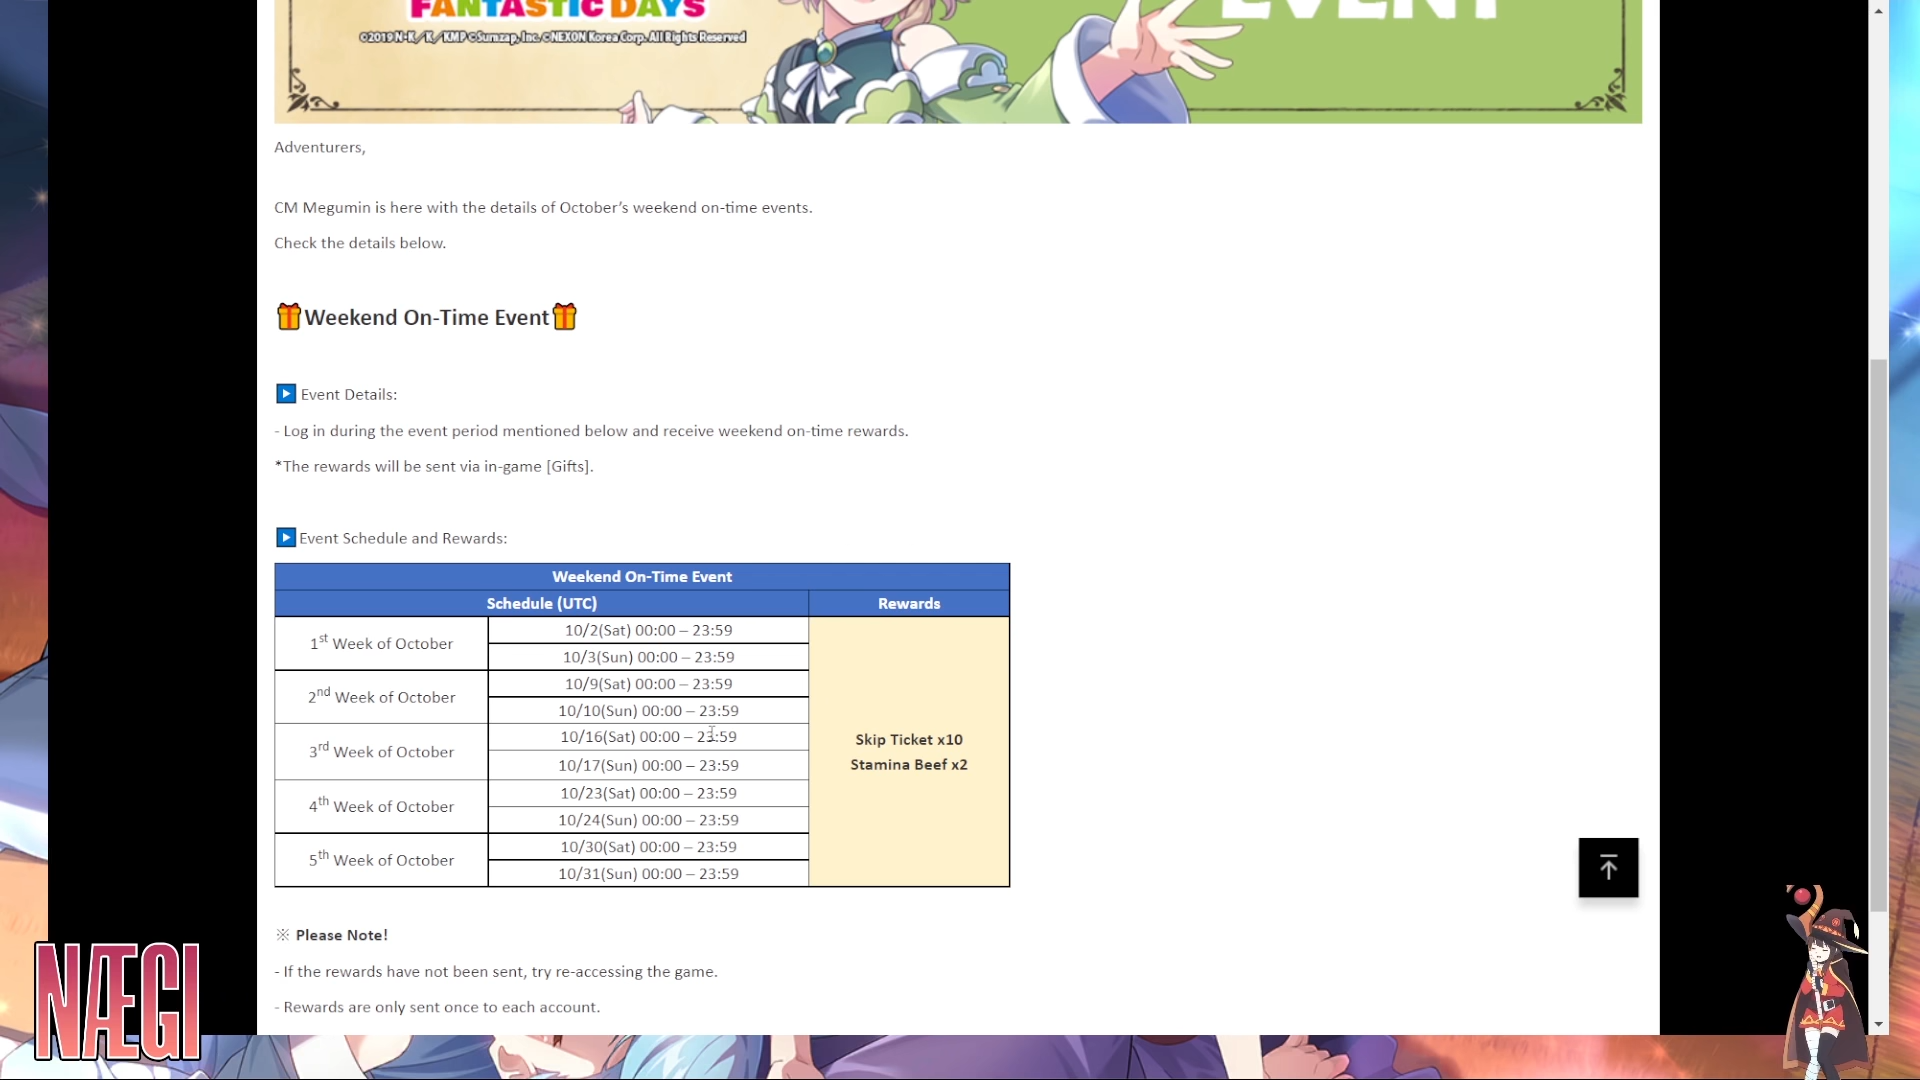 FANTASTIC DAYS
EVENT
©2019 N-K/K/KMP ©Sumzap, Inc. ©NEXON Korea Corp. All Rights Reserved
Adventurers,
CM Megumin is here with the details of October’s weekend on-time events.
Check the details below.
Weekend On-Time Event
Event Details:
- Log in during the event period mentioned below and receive weekend on-time rewards.
*The rewards will be sent via in-game [Gifts].
Event Schedule and Rewards:
Weekend On-Time Event
Schedule (UTC) Rewards
1st Week of October
10/2(Sat) 00:00 – 23:59
10/3(Sun) 00:00 – 23:59
2nd Week of October
10/9(Sat) 00:00 – 23:59
10/10(Sun) 00:00 – 23:59
3rd Week of October
10/16(Sat) 00:00 – 23:59
10/17(Sun) 00:00 – 23:59
4th Week of October
10/23(Sat) 00:00 – 23:59
10/24(Sun) 00:00 – 23:59
5th Week of October
10/30(Sat) 00:00 – 23:59
10/31(Sun) 00:00 – 23:59
Skip Ticket x10
Stamina Beef x2
※ Please Note!
- If the rewards have not been sent, try re-accessing the game.
- Rewards are only sent once to each account.
NÆGI